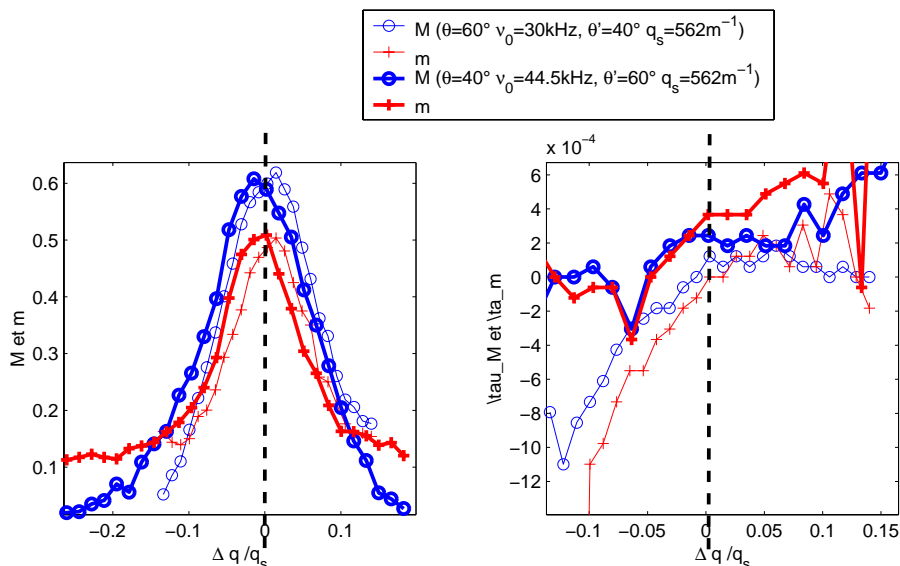 M (θ=60° ν₀=30kHz, θ'=40° qₛ=562m⁻¹)
m
M (θ=40° ν₀=44.5kHz, θ'=60° qₛ=562m⁻¹)
m
M et m
0.6
0.5
0.4
0.3
0.2
0.1
−0.2 −0.1 0 0.1
Δ q /qₛ
x 10⁻⁴
\tau_M et \ta_m
6
4
2
0
−2
−4
−6
−8
−10
−12
−0.1 −0.05 0 0.05 0.1 0.15
Δ q/qₛ